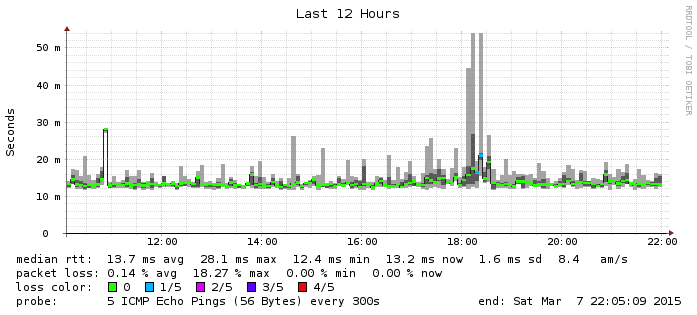 Last 12 Hours
RRDTOOL / TOBI OETIKER
Seconds
50 m
40 m
30 m
20 m
10 m
0
12:00 14:00 16:00 18:00 20:00 22:00
median rtt: 13.7 ms avg 28.1 ms max 12.4 ms min 13.2 ms now 1.6 ms sd 8.4 am/s
packet loss: 0.14 % avg 18.27 % max 0.00 % min 0.00 % now
loss color: 0 1/5 2/5 3/5 4/5
probe: 5 ICMP Echo Pings (56 Bytes) every 300s end: Sat Mar 7 22:05:09 2015